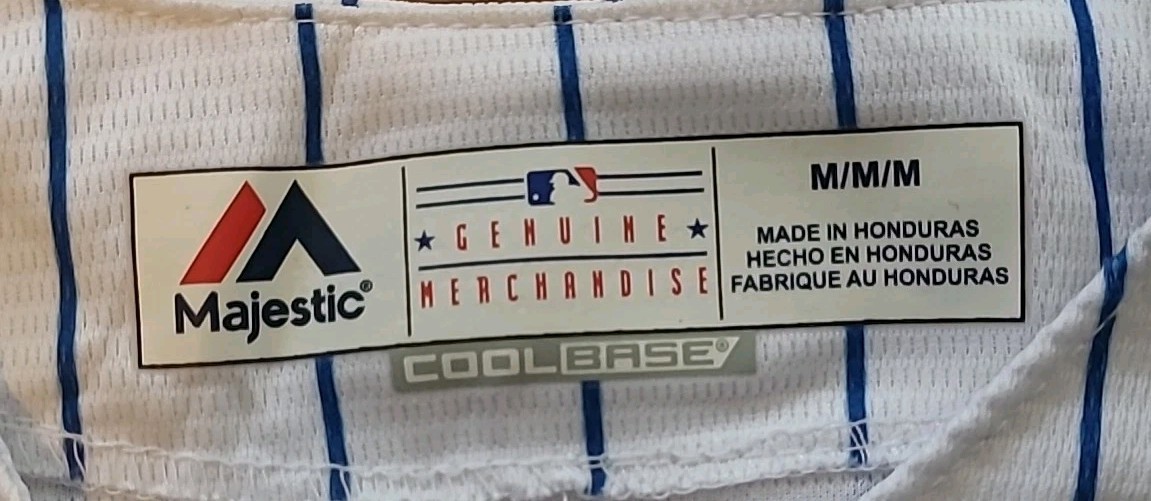 Majestic®
GENUINE
MERCHANDISE
M/M/M
MADE IN HONDURAS
HECHO EN HONDURAS
FABRIQUE AU HONDURAS
COOLBASE®